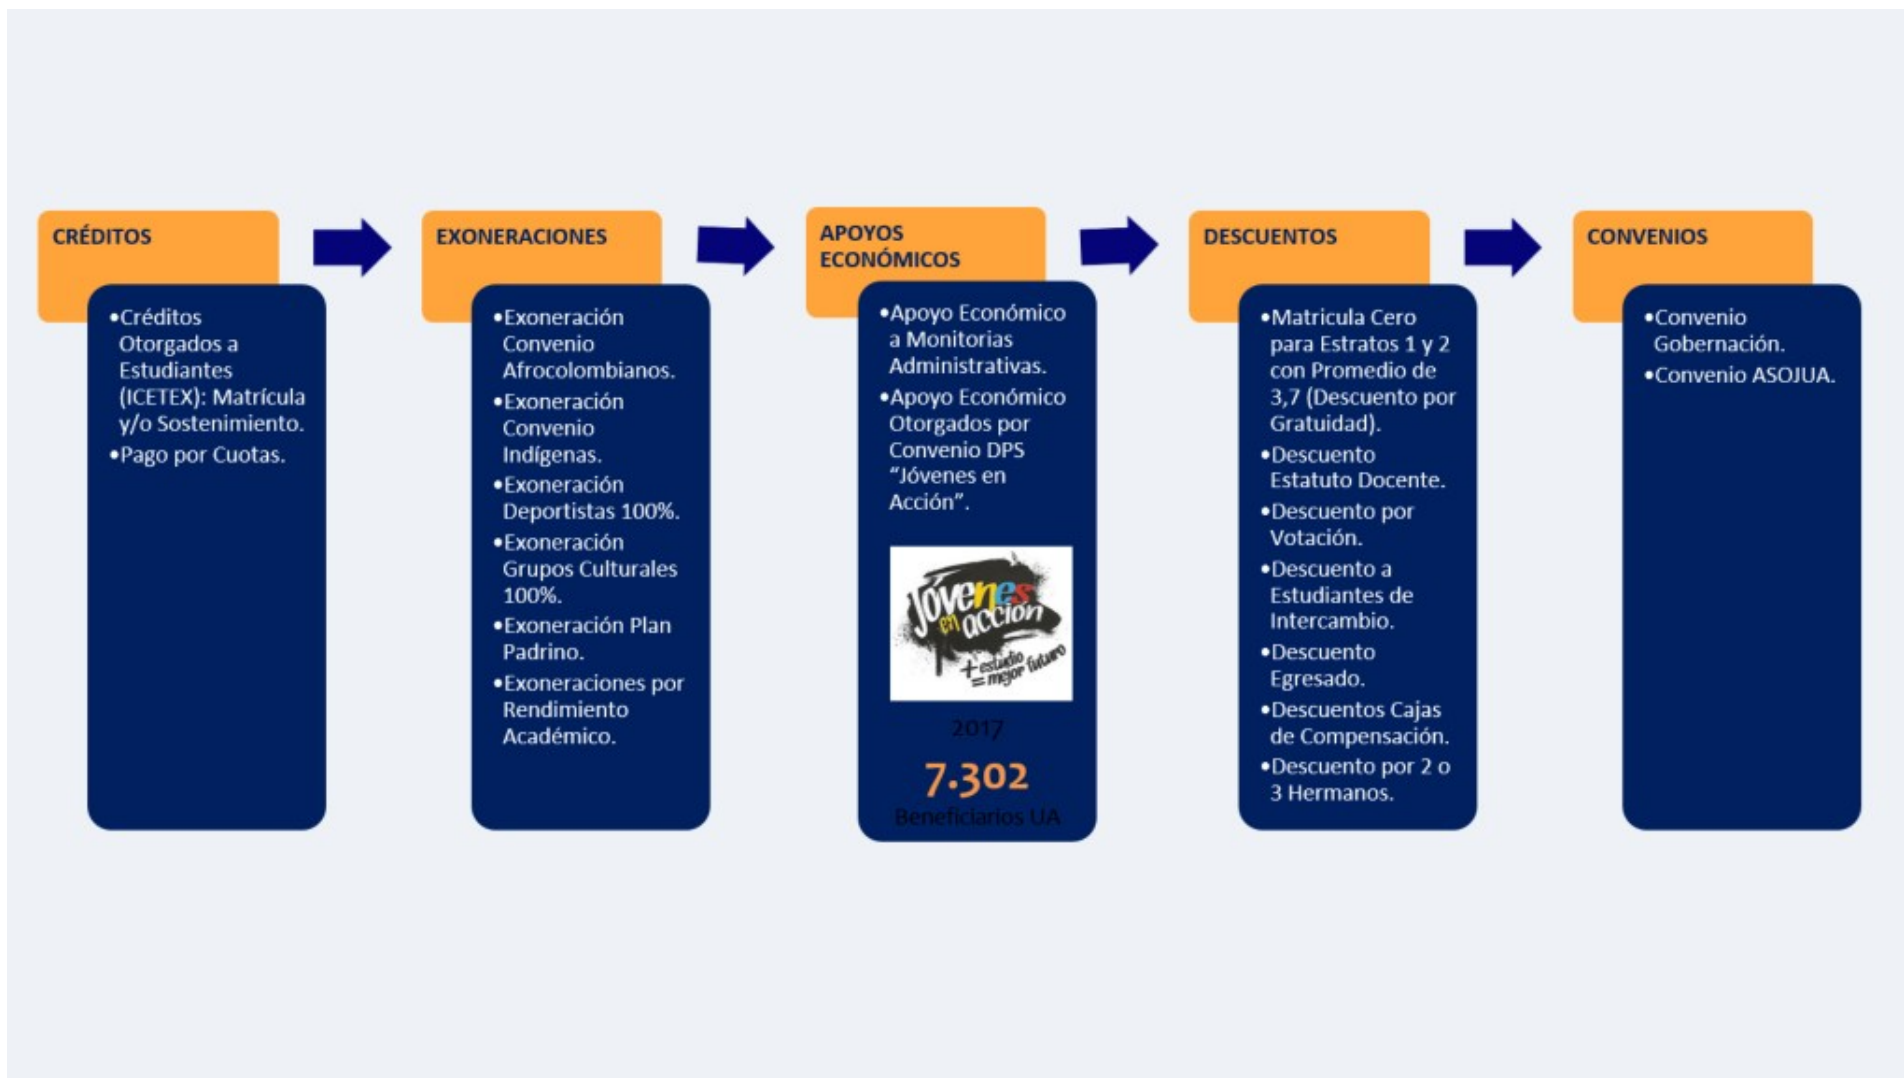 CRÉDITOS
•Créditos
Otorgados a
Estudiantes
(ICETEX): Matrícula
y/o Sostenimiento.
•Pago por Cuotas.
EXONERACIONES
•Exoneración
Convenio
Afrocolombianos.
•Exoneración
Convenio
Indígenas.
•Exoneración
Deportistas 100%.
•Exoneración
Grupos Culturales
100%.
•Exoneración Plan
Padrino.
•Exoneraciones por
Rendimiento
Académico.
APOYOS
ECONÓMICOS
•Apoyo Económico
a Monitorias
Administrativas.
•Apoyo Económico
Otorgados por
Convenio DPS
“Jóvenes en
Acción”.
Jóvenes
en acción
+ estudio
= mejor futuro
2017
7.302
Beneficiarios UA
DESCUENTOS
•Matricula Cero
para Estratos 1 y 2
con Promedio de
3,7 (Descuento por
Gratuidad).
•Descuento
Estatuto Docente.
•Descuento por
Votación.
•Descuento a
Estudiantes de
Intercambio.
•Descuento
Egresado.
•Descuentos Cajas
de Compensación.
•Descuento por 2 o
3 Hermanos.
CONVENIOS
•Convenio
Gobernación.
•Convenio ASOJUA.